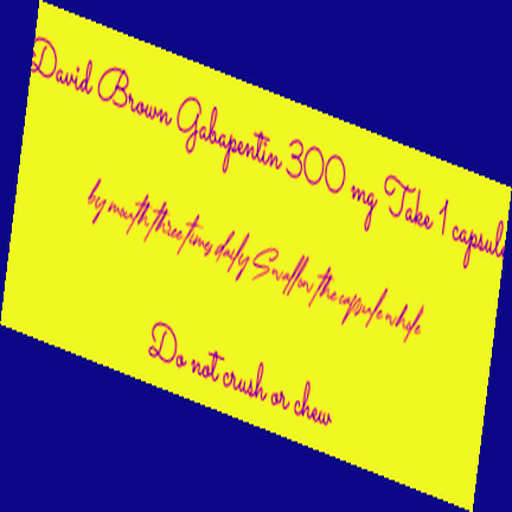 David Brown Gabapentin 300 mg Take 1 capsule
by mouth three times daily Swallow the capsule whole
Do not crush or chew